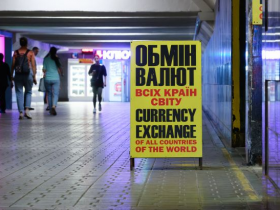 ОБМІН
ВАЛЮТ
ВСІХ КРАЇН
СВІТУ
CURRENCY
EXCHANGE
OF ALL COUNTRIES
OF THE WORLD